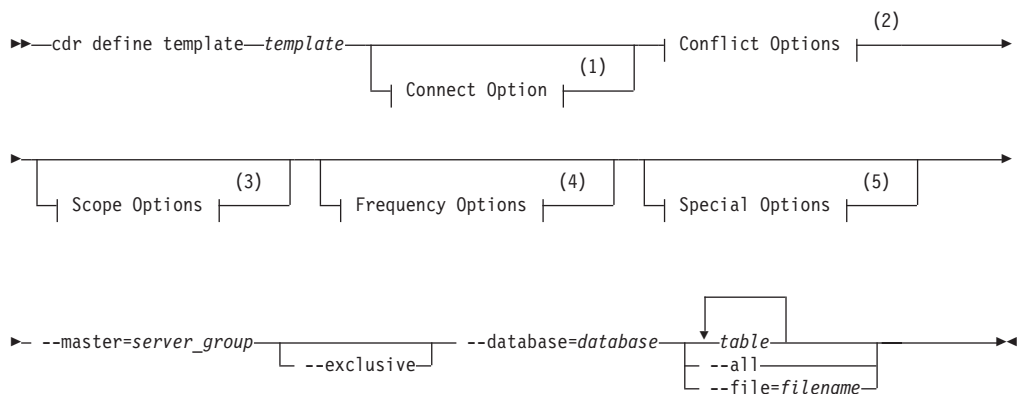 (2)
cdr define template template Conflict Options
(1)
Connect Option
(3) (4) (5)
Scope Options Frequency Options Special Options
--master=server_group --database=database table
--exclusive --all
--file=filename